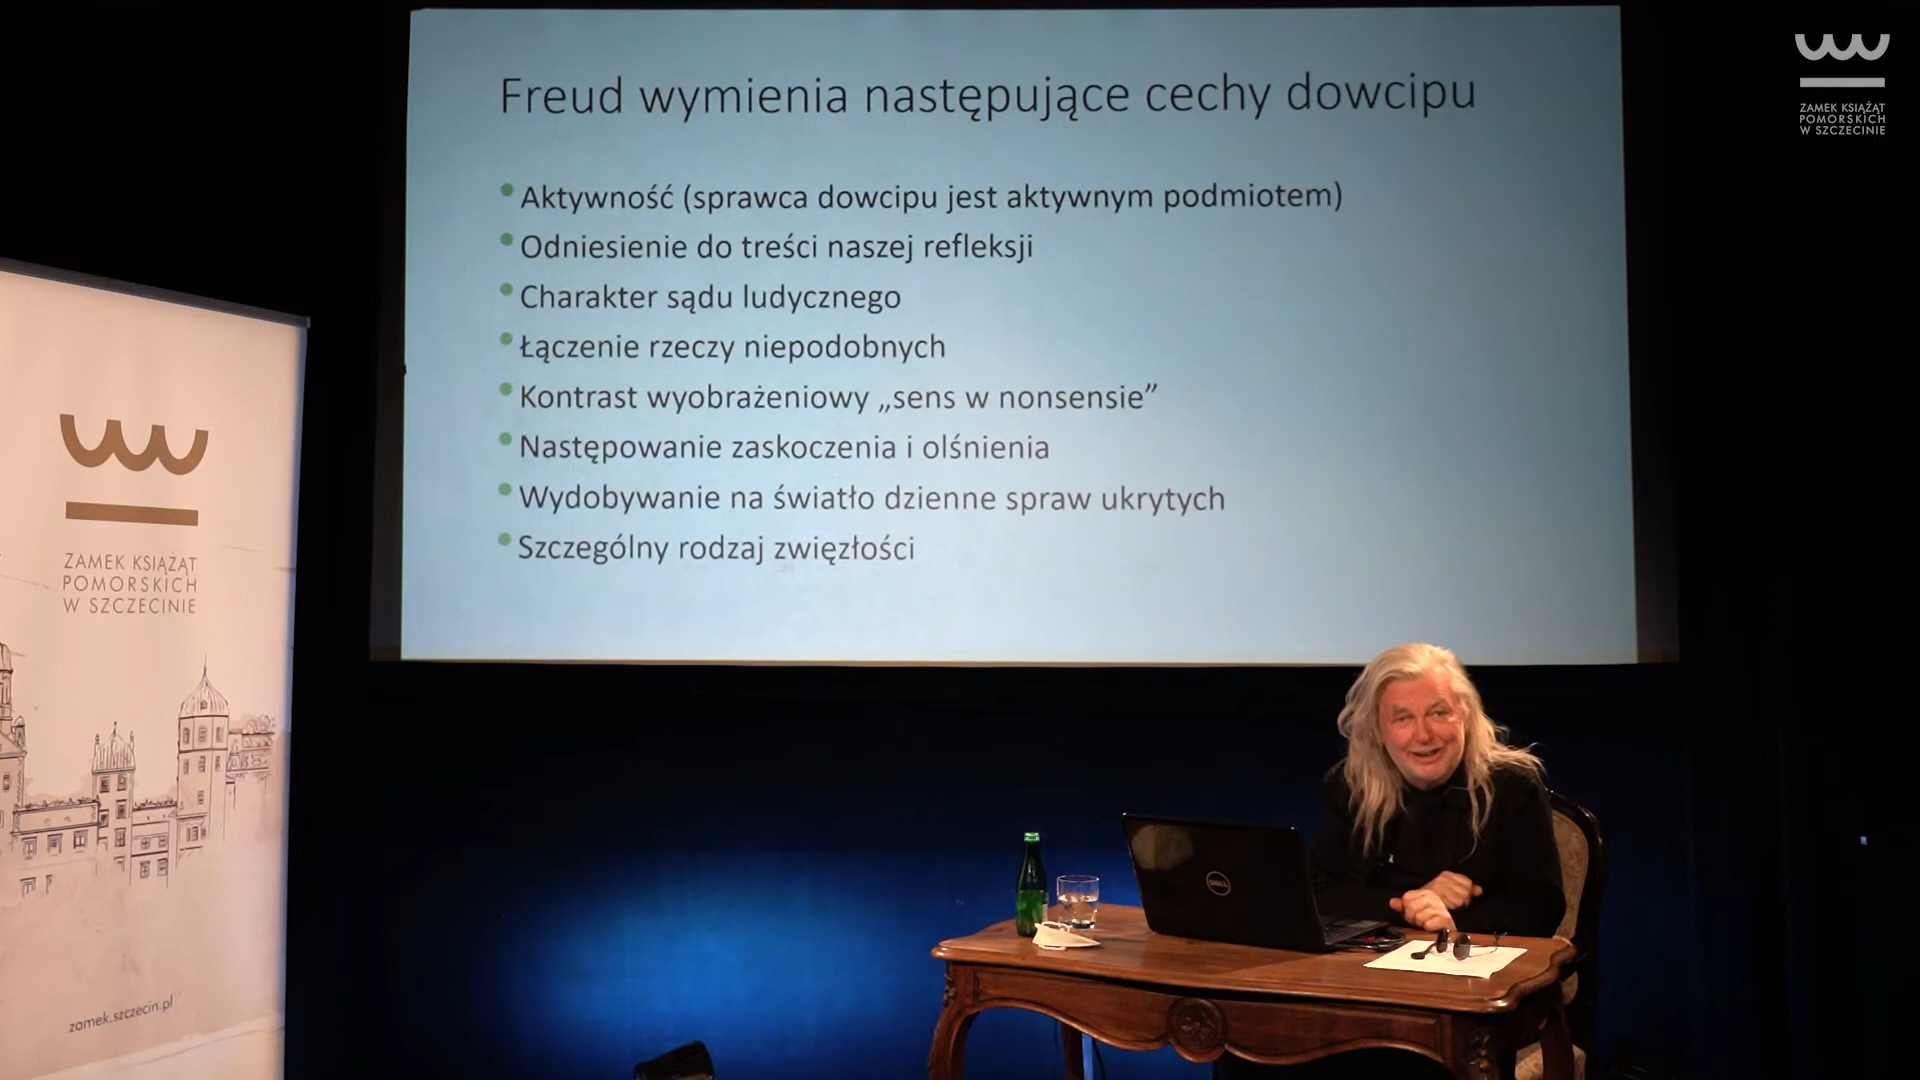 Freud wymienia następujące cechy dowcipu
Aktywność (sprawca dowcipu jest aktywnym podmiotem)
Odniesienie do treści naszej refleksji
Charakter sądu ludycznego
Łączenie rzeczy niepodobnych
Kontrast wyobrażeniowy „sens w nonsensie”
Następowanie zaskoczenia i olśnienia
Wydobywanie na światło dzienne spraw ukrytych
Szczególny rodzaj zwięzłości
ZAMEK KSIĄŻĄT
POMORSKICH
W SZCZECINIE
ZAMEK KSIĄŻĄT
POMORSKICH
W SZCZECINIE
zamek.szczecin.pl
DELL